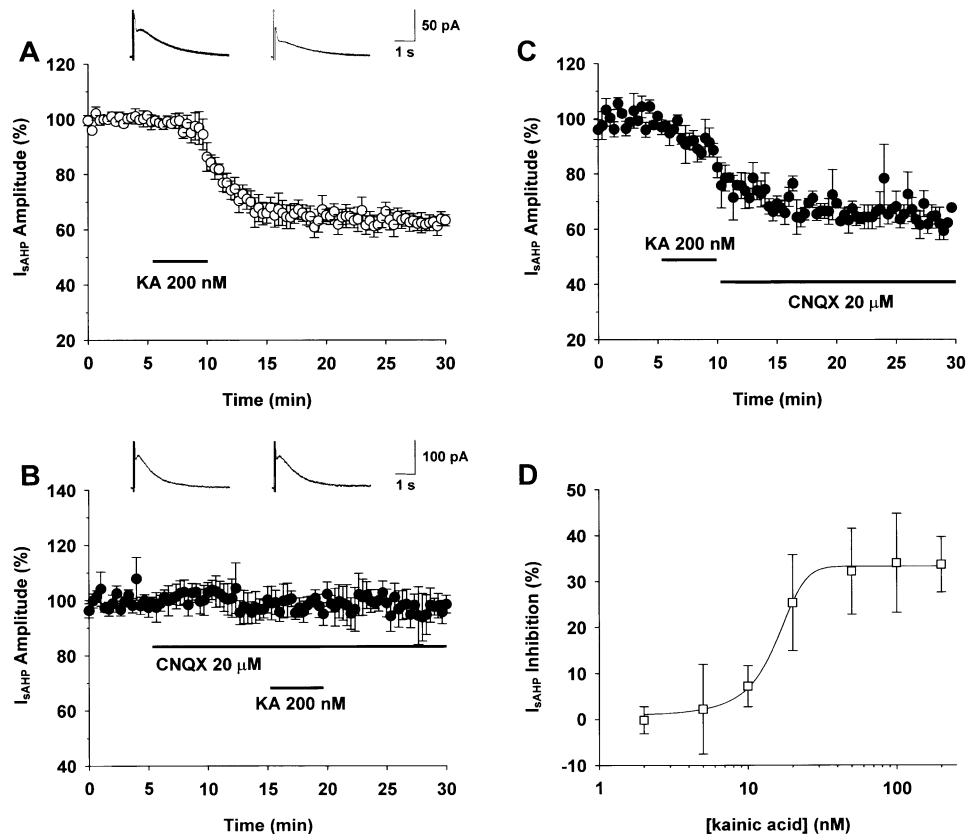 A
50 pA
1 s
I_sAHP Amplitude (%)
120
100
80
60
40
20
KA 200 nM
0 5 10 15 20 25 30
Time (min)
B
100 pA
1 s
I_sAHP Amplitude (%)
140
120
100
80
60
40
CNQX 20 μM
KA 200 nM
0 5 10 15 20 25 30
Time (min)
C
I_sAHP Amplitude (%)
120
100
80
60
40
20
KA 200 nM
CNQX 20 μM
0 5 10 15 20 25 30
Time (min)
D
I_sAHP Inhibition (%)
50
40
30
20
10
0
-10
1 10 100
[kainic acid] (nM)